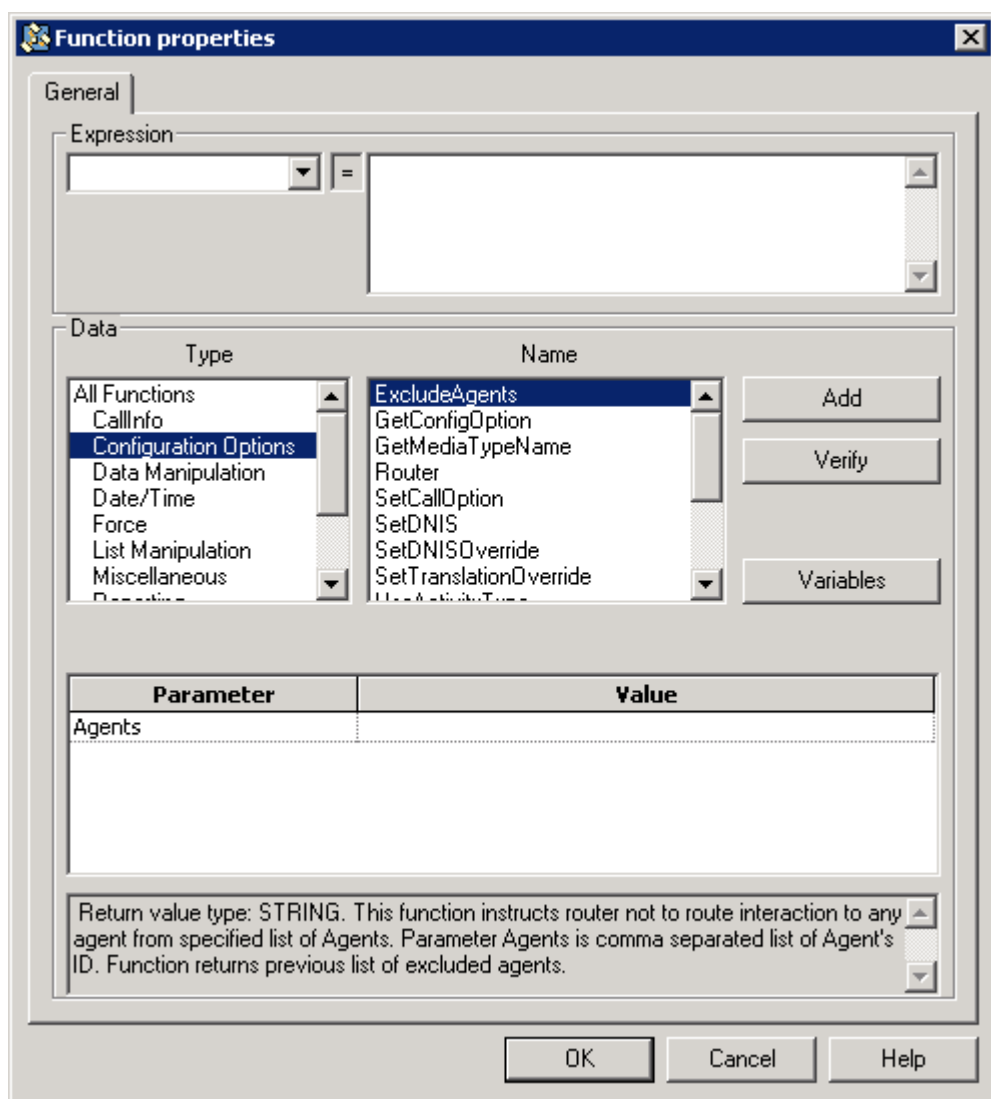 Function properties
General
Expression
=
Data
Type
Name
All Functions
CallInfo
Configuration Options
Data Manipulation
Date/Time
Force
List Manipulation
Miscellaneous
ExcludeAgents
GetConfigOption
GetMediaTypeName
Router
SetCallOption
SetDNIS
SetDNISOverride
SetTranslationOverride
Add
Verify
Variables
Parameter
Value
Agents
Return value type: STRING. This function instructs router not to route interaction to any
agent from specified list of Agents. Parameter Agents is comma separated list of Agent's
ID. Function returns previous list of excluded agents.
OK
Cancel
Help